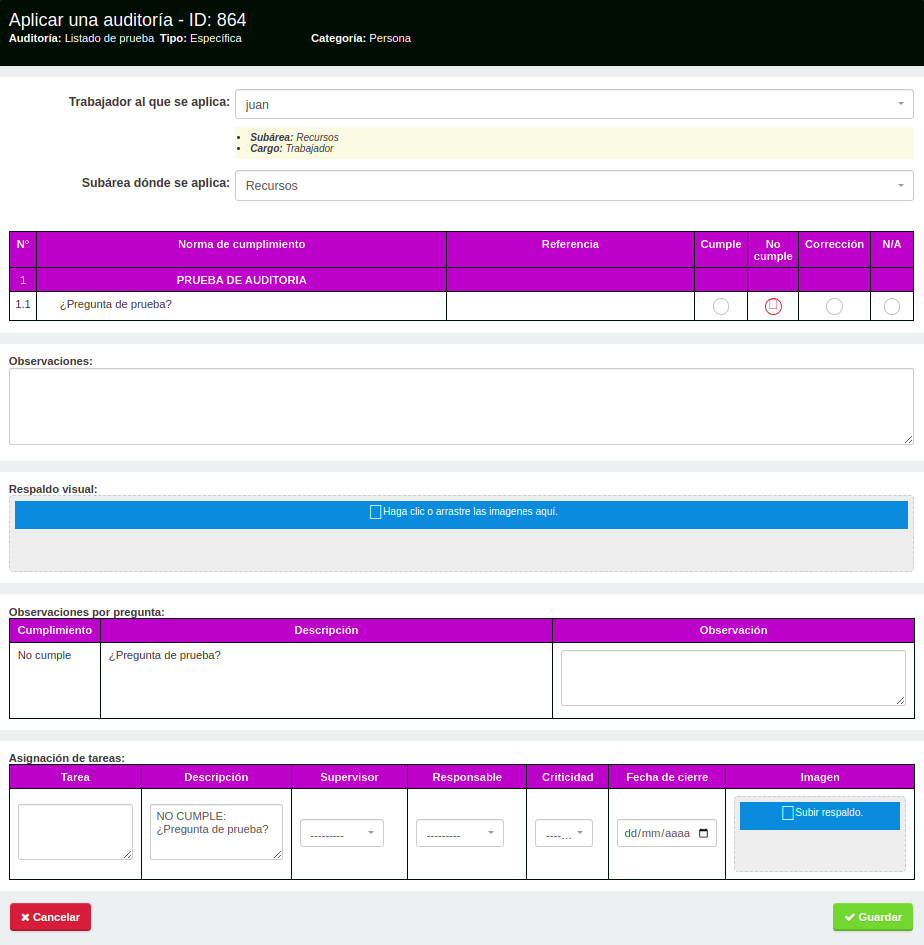 Aplicar una auditoría - ID: 864
Auditoría: Listado de prueba Tipo: Específica Categoría: Persona
Trabajador al que se aplica: juan
Subárea: Recursos
Cargo: Trabajador
Subárea dónde se aplica: Recursos
N° Norma de cumplimiento Referencia Cumple No cumple Corrección N/A
1 PRUEBA DE AUDITORIA
1.1 ¿Pregunta de prueba?
Observaciones:
Respaldo visual:
Haga clic o arrastre las imagenes aquí.
Observaciones por pregunta:
Cumplimiento Descripción Observación
No cumple ¿Pregunta de prueba?
Asignación de tareas:
Tarea Descripción Supervisor Responsable Criticidad Fecha de cierre Imagen
NO CUMPLE:
¿Pregunta de prueba?
--------- --------- ----... dd/mm/aaaa Subir respaldo.
Cancelar Guardar